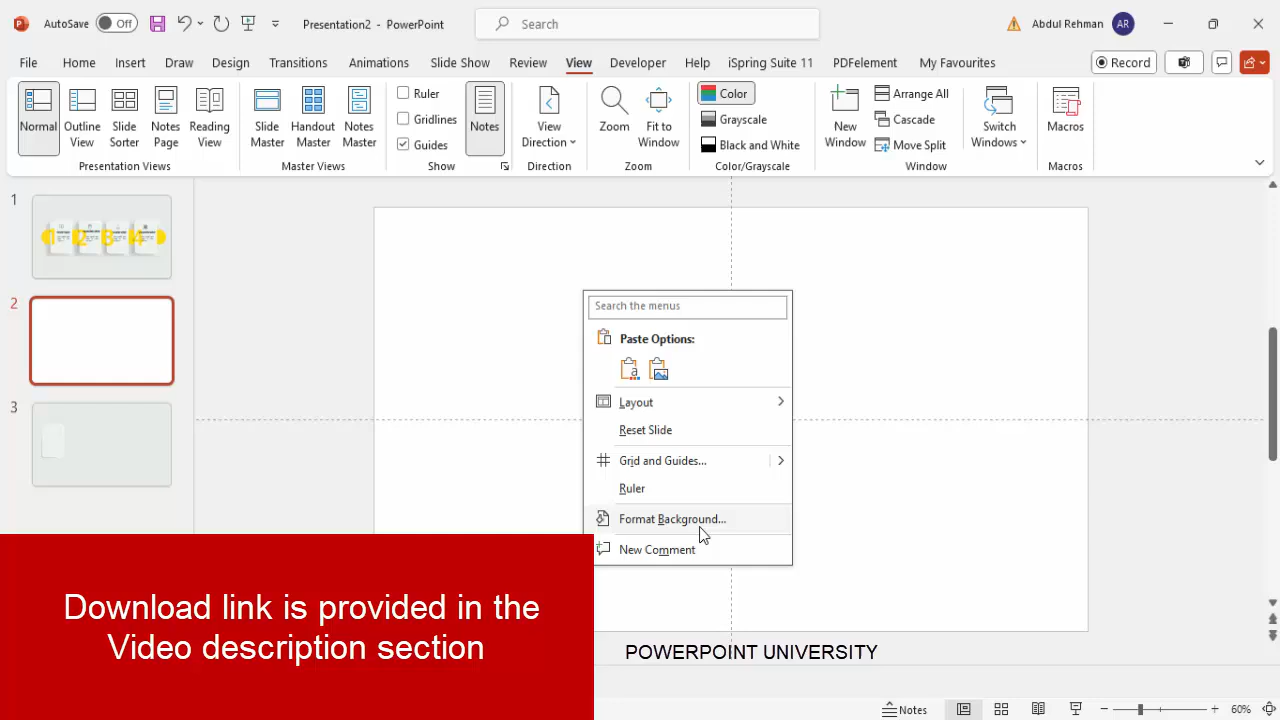 AutoSave Off Presentation2 - PowerPoint Search Abdul Rehman AR
File Home Insert Draw Design Transitions Animations Slide Show Review View Developer Help iSpring Suite 11 PDFelement My Favourites Record
Normal
Outline View
Slide Sorter
Notes Page
Reading View
Presentation Views
Slide Master
Handout Master
Notes Master
Master Views
Ruler
Gridlines
Guides
Notes
Show
View Direction
Direction
Zoom
Fit to Window
Zoom
Color
Grayscale
Black and White
Color/Grayscale
New Window
Arrange All
Cascade
Move Split
Switch Windows
Window
Macros
Macros
1
1 2 3 4
2
3
Search the menus
Paste Options:
Layout
Reset Slide
Grid and Guides...
Ruler
Format Background...
New Comment
Download link is provided in the
Video description section
POWERPOINT UNIVERSITY
Notes 60%